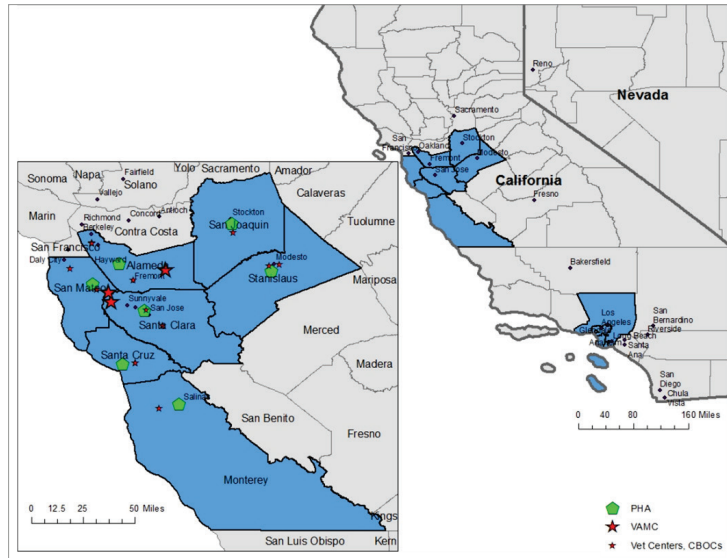 Reno
Nevada
Sacramento
Stockton
San
Francisco
Oakland
Fremont
Modesto
San Jose
California
Fresno
Bakersfield
Los
Angeles
San
Bernardino
Riverside
Long Beach
Santa
Ana
San
Diego
Chula
Vista
0 20 40 80 120 160 Miles
Yolo Sacramento
Amador
Napa
Fairfield
Sonoma
Solano
Calaveras
Vallejo
Marin
Richmond
Concord
Antioch
Berkeley
Contra Costa
Stockton
San Joaquin
Tuolumne
San Francisco
Daly City
Hayward
Alameda
Fremont
Modesto
Stanislaus
Mariposa
San Mateo
Sunnyvale
San Jose
Santa Clara
Merced
Santa Cruz
Madera
Salinas
San Benito
Fresno
Monterey
Kings
0 12.5 25 50 Miles
San Luis Obispo
Kern
PHA
VAMC
Vet Centers, CBOCs